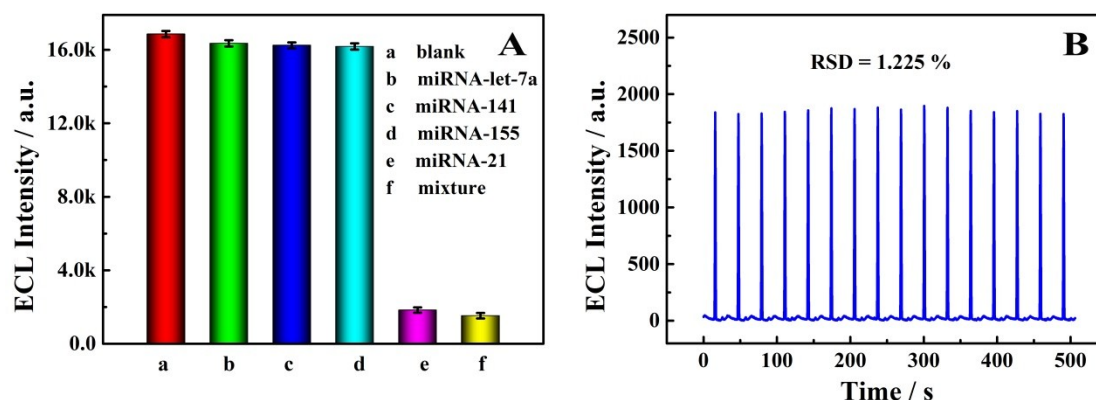 A
ECL Intensity / a.u.
16.0k
12.0k
8.0k
4.0k
0.0
a blank
b miRNA-let-7a
c miRNA-141
d miRNA-155
e miRNA-21
f mixture
a b c d e f
B
RSD = 1.225 %
ECL Intensity / a.u.
2500
2000
1500
1000
500
0
0 100 200 300 400 500
Time / s